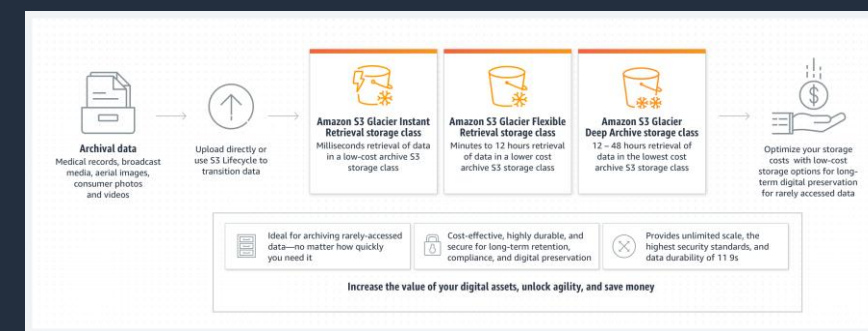 Archival data
Medical records, broadcast
media, aerial images,
consumer photos
and videos
Upload directly or
use S3 Lifecycle to
transition data
Amazon S3 Glacier Instant
Retrieval storage class
Milliseconds retrieval of data
in a low-cost archive S3
storage class
Amazon S3 Glacier Flexible
Retrieval storage class
Minutes to 12 hours retrieval
of data in a lower cost
archive S3 storage class
Amazon S3 Glacier
Deep Archive storage class
12 – 48 hours retrieval of
data in the lowest cost
archive S3 storage class
$
Optimize your storage
costs with low-cost
storage options for long-
term digital preservation
for rarely accessed data
Ideal for archiving rarely-accessed
data—no matter how quickly
you need it
Cost-effective, highly durable, and
secure for long-term retention,
compliance, and digital preservation
Provides unlimited scale, the
highest security standards, and
data durability of 11 9s
Increase the value of your digital assets, unlock agility, and save money